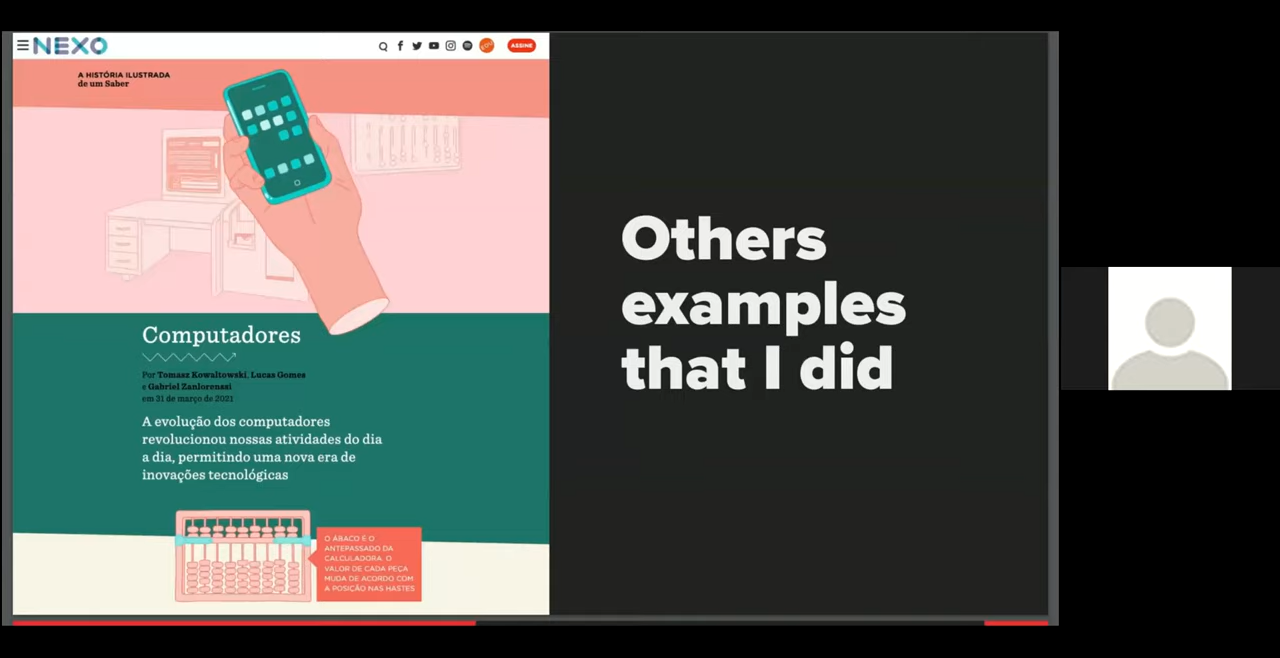 NEXO
ASSINE
A HISTÓRIA ILUSTRADA
de um Saber
Computadores
Por Tomasz Kowaltowski, Lucas Gomes
e Gabriel Zanlorenssi
em 31 de março de 2021
A evolução dos computadores
revolucionou nossas atividades do dia
a dia, permitindo uma nova era de
inovações tecnológicas
O ÁBACO É O
ANTEPASSADO DA
CALCULADORA. O
VALOR DE CADA PEÇA
MUDA DE ACORDO COM
A POSIÇÃO NAS HASTES
Others
examples
that I did